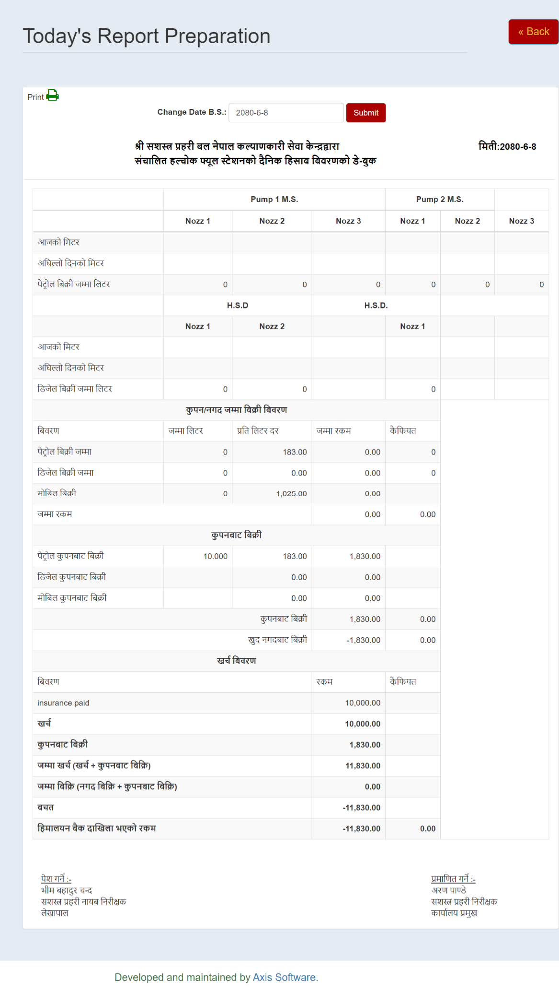 Today's Report Preparation
« Back
Print
Change Date B.S.: 2080-6-8 Submit
श्री सशस्त्र प्रहरी बल नेपाल कल्याणकारी सेवा केन्द्रद्वारा
संचालित हल्चोक फ्यूल स्टेशनको दैनिक हिसाब बिवरणको डे-बुक
मिती:2080-6-8
Pump 1 M.S. Pump 2 M.S.
Nozz 1 Nozz 2 Nozz 3 Nozz 1 Nozz 2 Nozz 3
आजको मिटर
अघिल्लो दिनको मिटर
पेट्रोल बिक्री जम्मा लिटर 0 0 0 0 0 0
H.S.D H.S.D.
Nozz 1 Nozz 2 Nozz 1
आजको मिटर
अघिल्लो दिनको मिटर
डिजेल बिक्री जम्मा लिटर 0 0 0
कुपन/नगद जम्मा बिक्री बिवरण
बिवरण जम्मा लिटर प्रति लिटर दर जम्मा रकम कैफियत
पेट्रोल बिक्री जम्मा 0 183.00 0.00 0
डिजेल बिक्री जम्मा 0 0.00 0.00 0
मोबिल बिक्री 0 1,025.00 0.00
जम्मा रकम 0.00 0.00
कुपनबाट बिक्री
पेट्रोल कुपनबाट बिक्री 10.000 183.00 1,830.00
डिजेल कुपनबाट बिक्री 0.00 0.00
मोबिल कुपनबाट बिक्री 0.00 0.00
कुपनबाट बिक्री 1,830.00 0.00
खुद नगदबाट बिक्री -1,830.00 0.00
खर्च बिवरण
बिवरण रकम कैफियत
insurance paid 10,000.00
खर्च 10,000.00
कुपनबाट बिक्री 1,830.00
जम्मा खर्च (खर्च + कुपनबाट बिक्रि) 11,830.00
जम्मा बिक्रि (नगद बिक्रि + कुपनबाट बिक्रि) 0.00
बचत -11,830.00
हिमालयन बैक दाखिला भएको रकम -11,830.00 0.00
पेश गर्ने :-
भीम बहादुर चन्द
सशस्त्र प्रहरी नायब निरीक्षक
लेखापाल
प्रमाणित गर्ने :-
अरण पाण्डे
सशस्त्र प्रहरी निरीक्षक
कार्यालय प्रमुख
Developed and maintained by Axis Software.